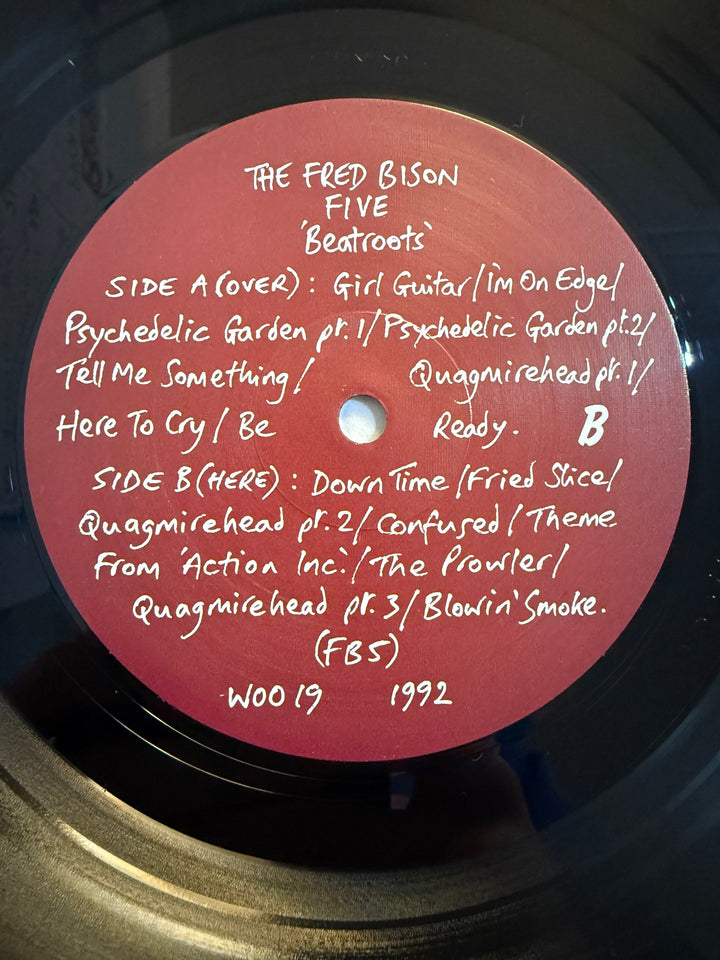 THE FRED BISON
FIVE
'Beatroots'
SIDE A (OVER) : Girl Guitar/I'm On Edge/
Psychedelic Garden pt.1/Psychedelic Garden pt.2/
Tell Me Something/ Quagmirehead pt.1/
Here To Cry/ Be Ready. B
SIDE B (HERE) : Down Time/Fried Slice/
Quagmirehead pt.2/Confused/Theme
From 'Action Inc.'/The Prowler/
Quagmirehead pt.3/Blowin' Smoke.
(FB5)
WOO 19 1992